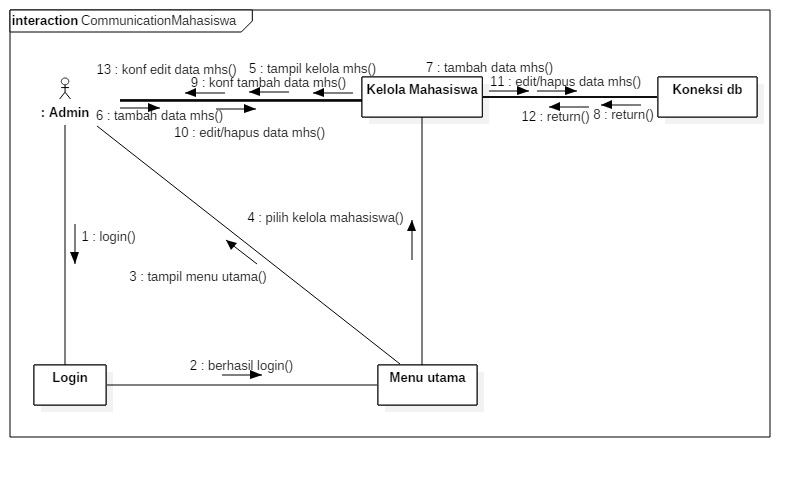 interaction CommunicationMahasiswa
13 : konf edit data mhs()
5 : tampil kelola mhs()
7 : tambah data mhs()
9 : konf tambah data mhs()
11 : edit/hapus data mhs()
Kelola Mahasiswa
Koneksi db
: Admin
6 : tambah data mhs()
12 : return()
8 : return()
10 : edit/hapus data mhs()
4 : pilih kelola mahasiswa()
1 : login()
3 : tampil menu utama()
2 : berhasil login()
Login
Menu utama